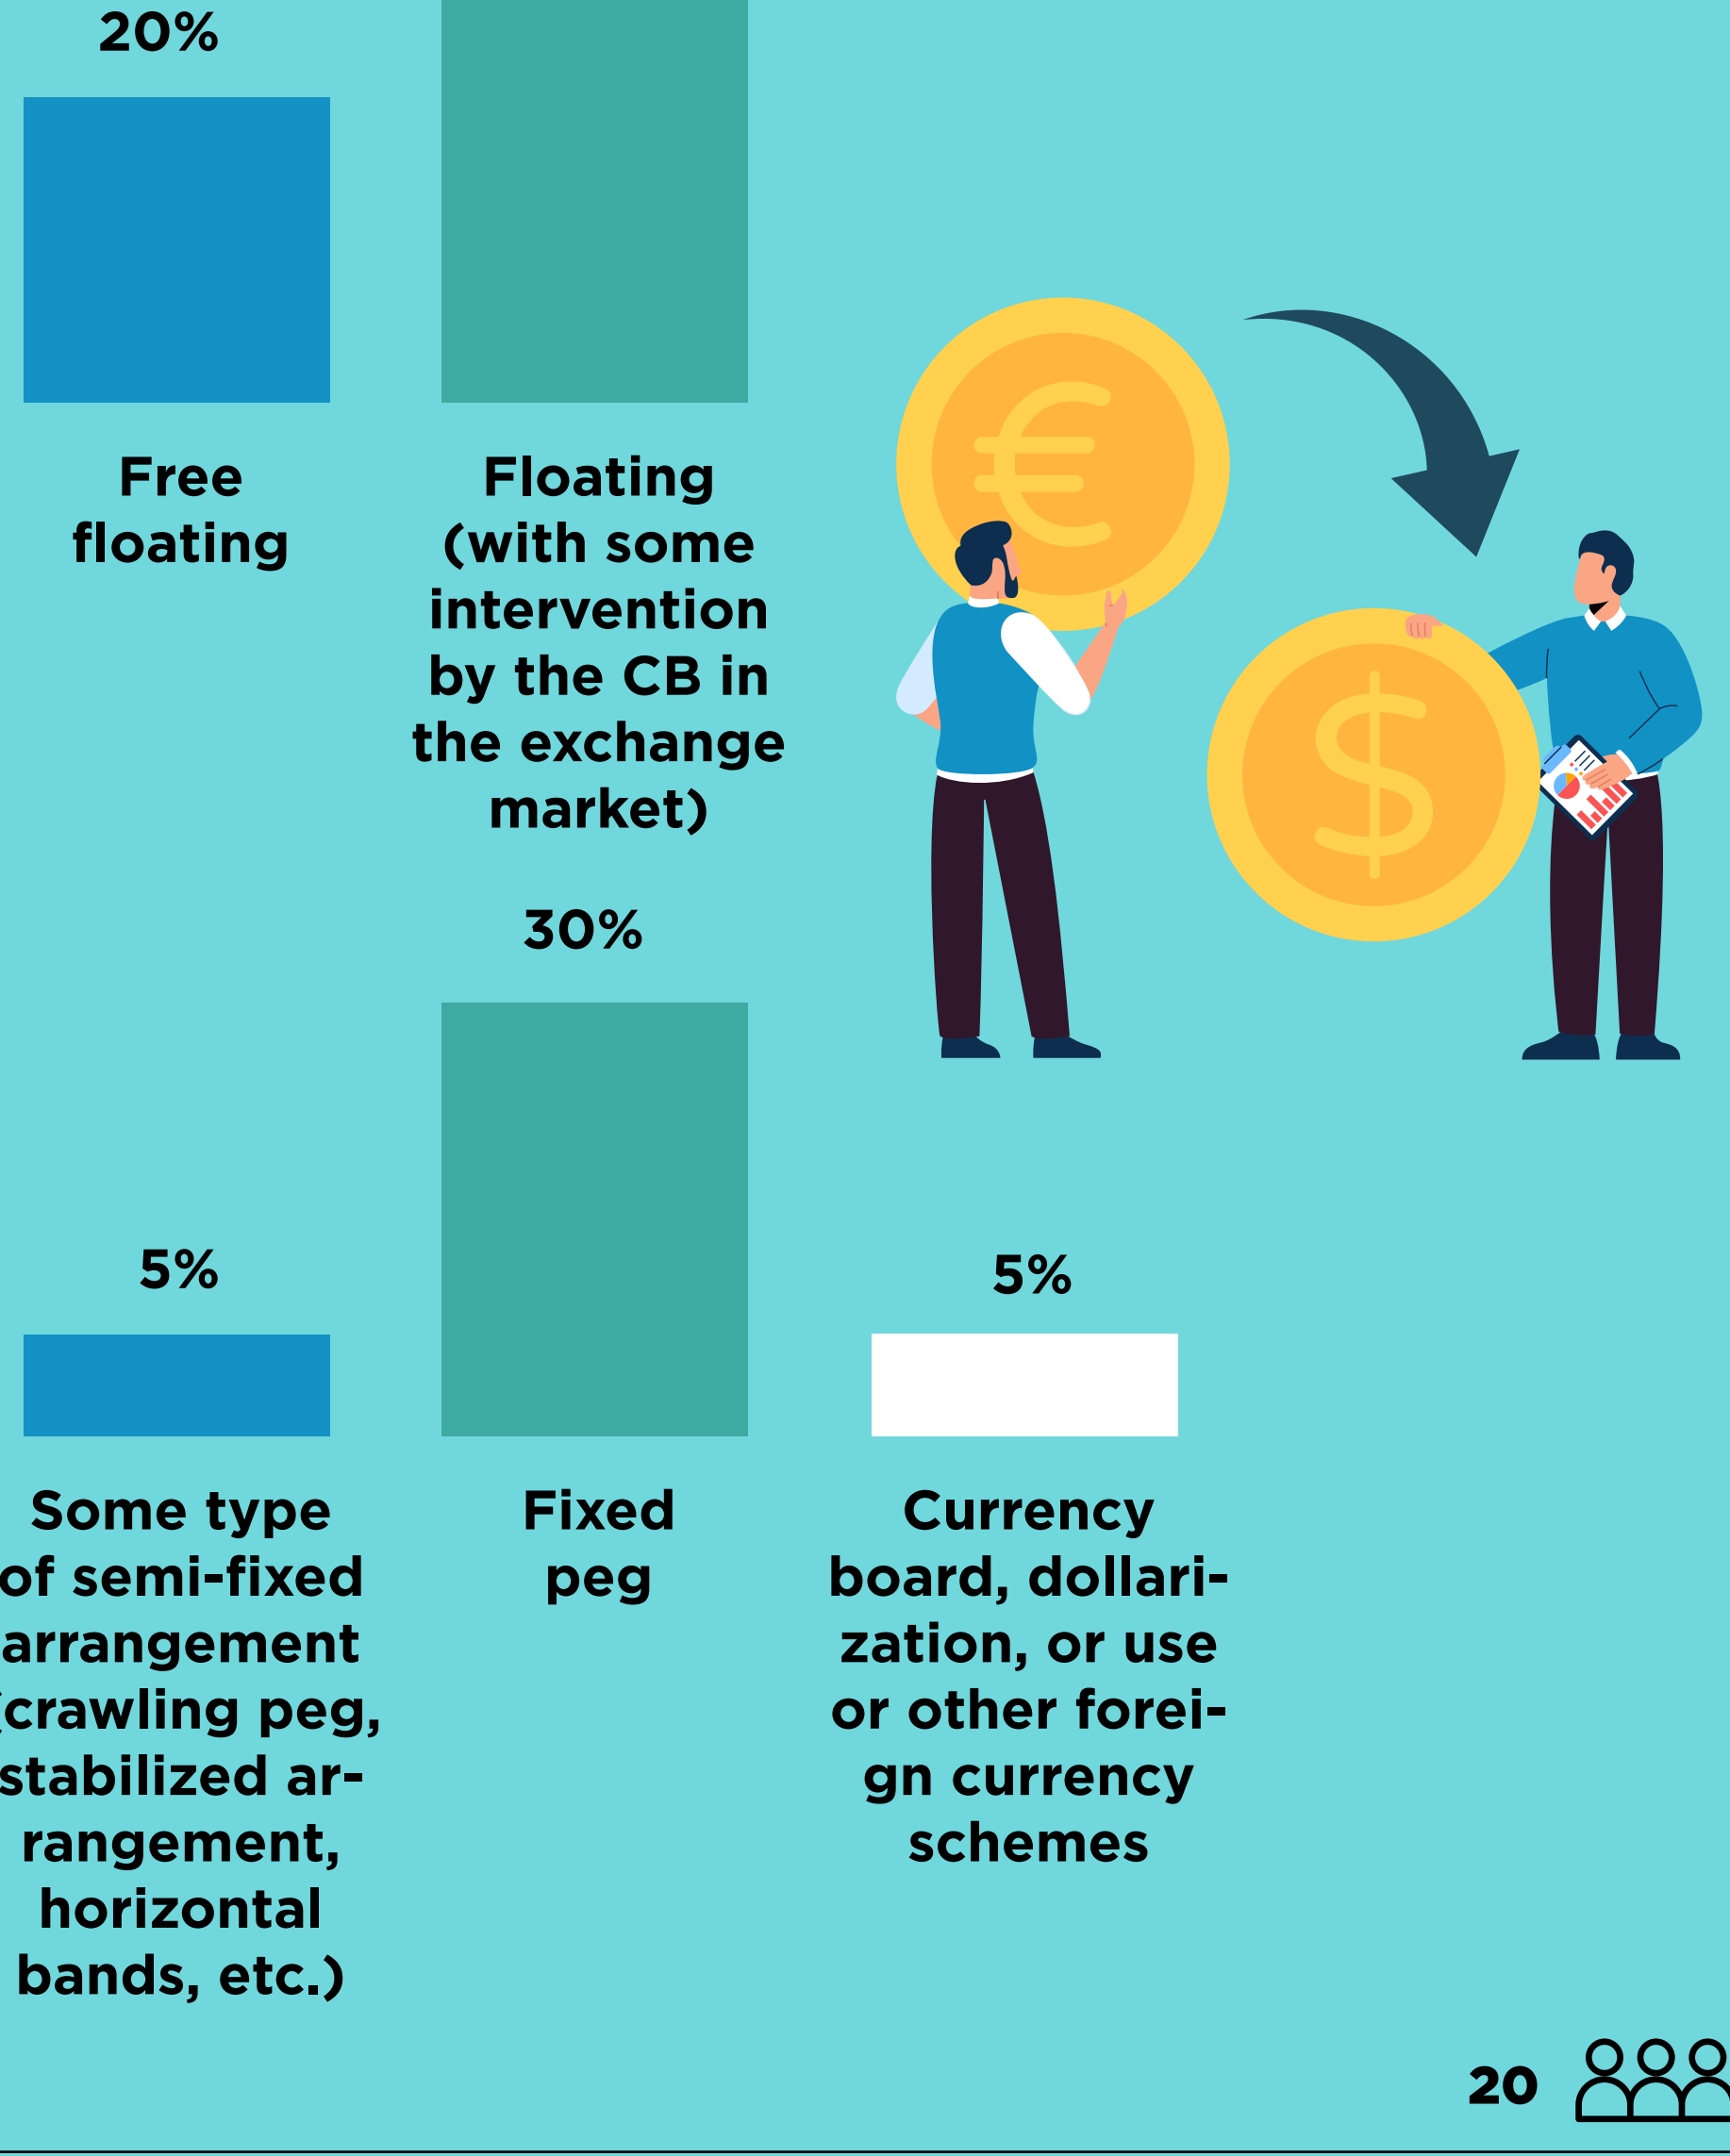 20%
Free
floating
Floating
(with some
intervention
by the CB in
the exchange
market)
5%
Some type
of semi-fixed
arrangement
(crawling peg,
stabilized ar-
rangement,
horizontal
bands, etc.)
30%
Fixed
peg
5%
Currency
board, dollari-
zation, or use
or other forei-
gn currency
schemes
€
$
20